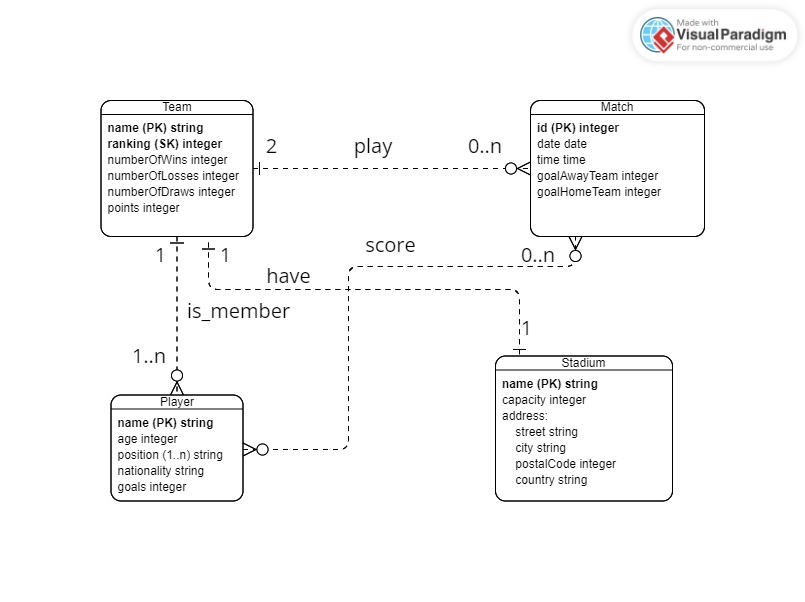 Made with
VisualParadigm
For non-commercial use
Team
name (PK) string
ranking (SK) integer
numberOfWins integer
numberOfLosses integer
numberOfDraws integer
points integer
2
play
0..n
Match
id (PK) integer
date date
time time
goalAwayTeam integer
goalHomeTeam integer
1
1
have
score
0..n
is_member
1..n
1
Player
name (PK) string
age integer
position (1..n) string
nationality string
goals integer
Stadium
name (PK) string
capacity integer
address:
street string
city string
postalCode integer
country string